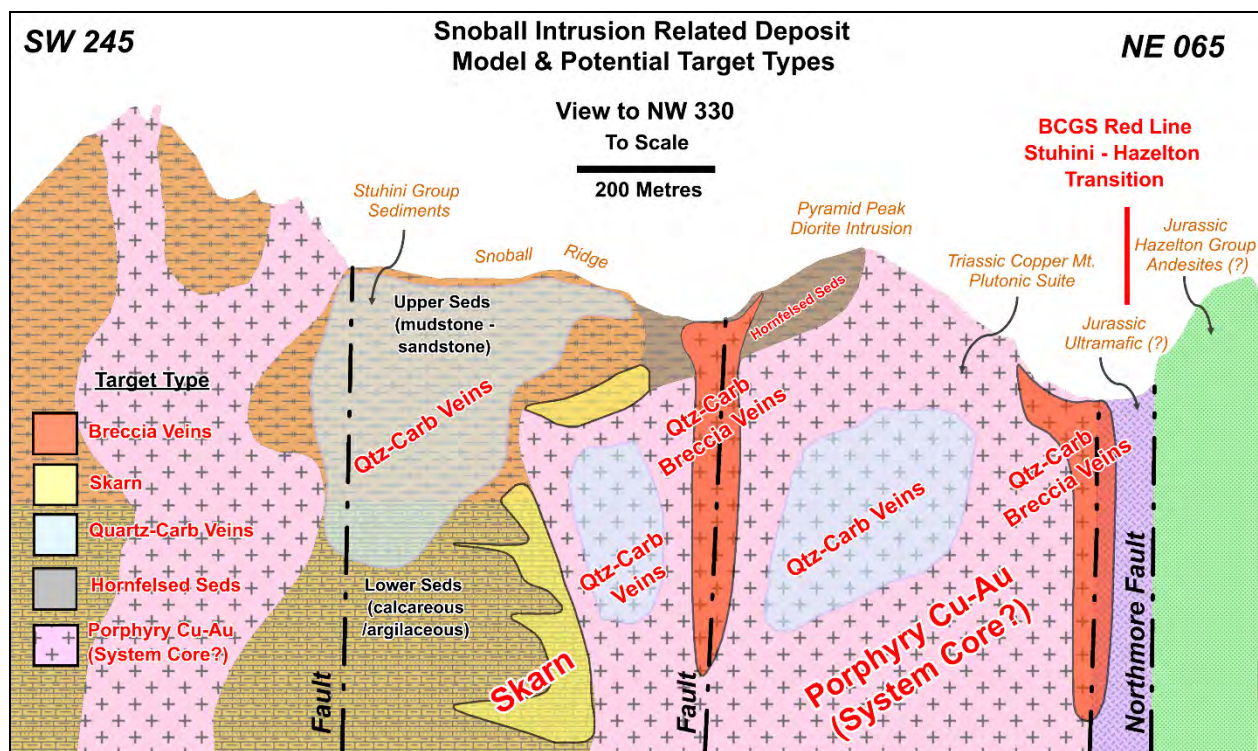 SW 245
Snoball Intrusion Related Deposit
Model & Potential Target Types
NE 065
View to NW 330
To Scale
200 Metres
BCGS Red Line
Stuhini - Hazelton
Transition
Stuhini Group
Sediments
Snoball Ridge
Pyramid Peak
Diorite Intrusion
Triassic Copper Mt.
Plutonic Suite
Jurassic
Hazelton Group
Andesites (?)
Jurassic
Ultramafic (?)
Upper Seds
(mudstone -
sandstone)
Hornfelsed Seds
Target Type
Breccia Veins
Skarn
Quartz-Carb Veins
Hornfelsed Seds
Porphyry Cu-Au
(System Core?)
Qtz-Carb Veins
Qtz-Carb
Breccia Veins
Qtz-Carb
Veins
Qtz-Carb Veins
Qtz-Carb
Breccia Veins
Lower Seds
(calcareous
/argilaceous)
Skarn
Porphyry Cu-Au
(System Core?)
Fault
Fault
Northmore Fault